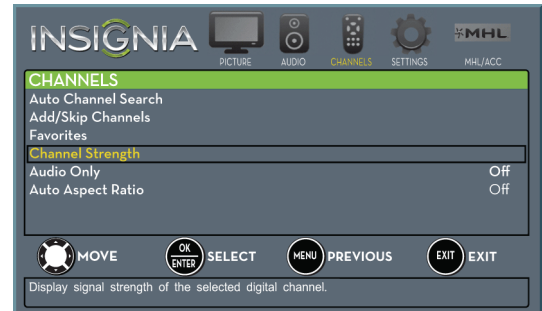 INSIGNIA
MHL
PICTURE AUDIO CHANNELS SETTINGS MHL/ACC
CHANNELS
Auto Channel Search
Add/Skip Channels
Favorites
Channel Strength
Audio Only Off
Auto Aspect Ratio Off
MOVE OK ENTER SELECT MENU PREVIOUS EXIT EXIT
Display signal strength of the selected digital channel.